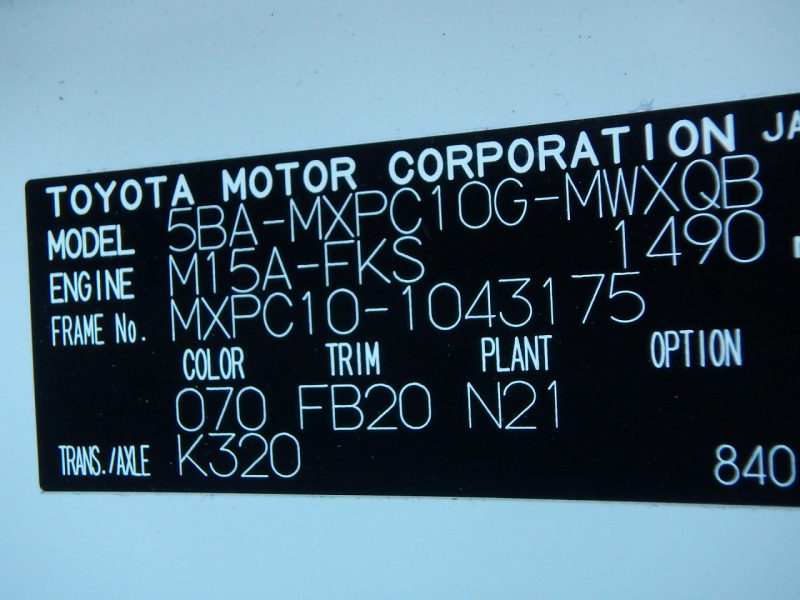 TOYOTA MOTOR CORPORATION JA
MODEL 5BA-MXPC10G-MWXQB
ENGINE M15A-FKS 1490
FRAME No. MXPC10-1043175
COLOR TRIM PLANT OPTION
070 FB20 N21
TRANS./AXLE K320 840